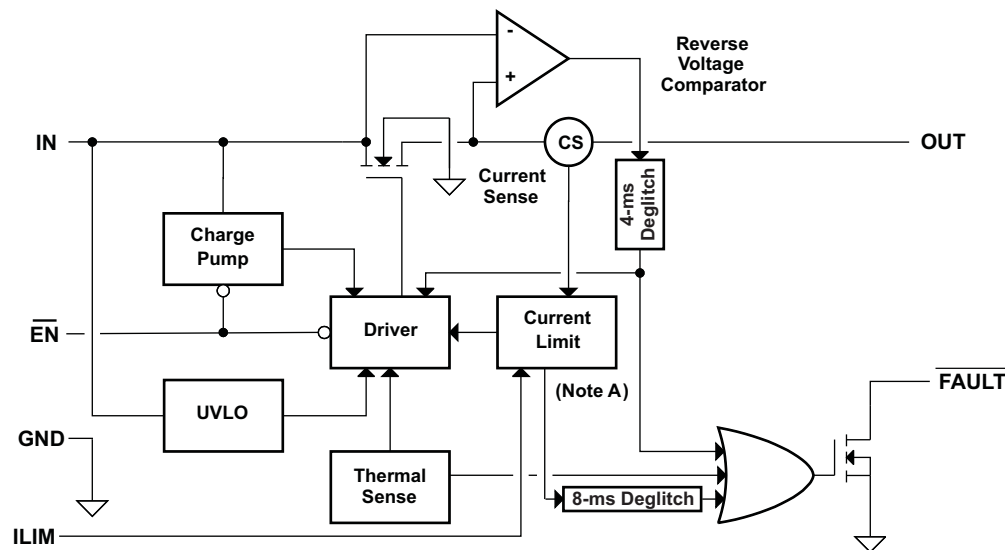 -
+
Reverse
Voltage
Comparator
IN
CS
OUT
Current
Sense
4-ms
Deglitch
Charge
Pump
EN
Driver
Current
Limit
(Note A)
FAULT
UVLO
GND
Thermal
Sense
8-ms Deglitch
ILIM